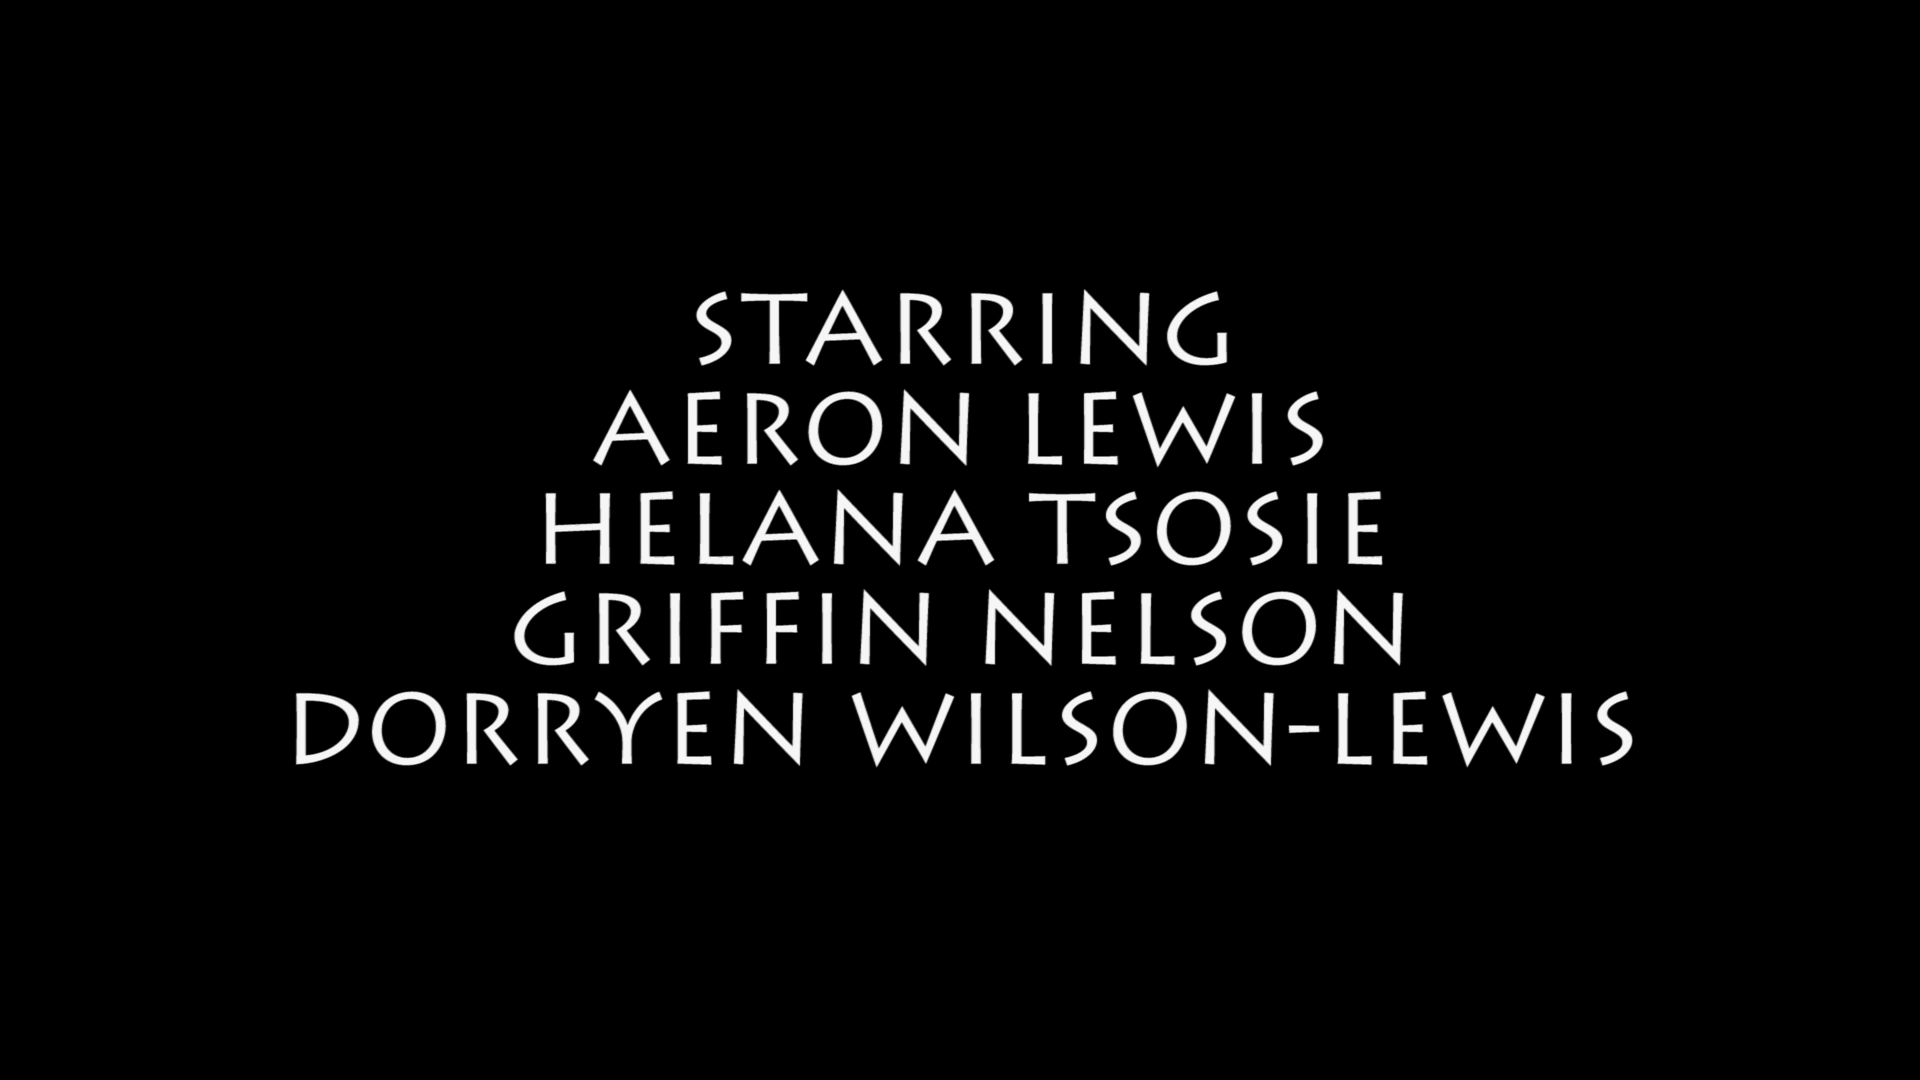 STARRING
AERON LEWIS
HELANA TSOSIE
GRIFFIN NELSON
DORRYEN WILSON-LEWIS